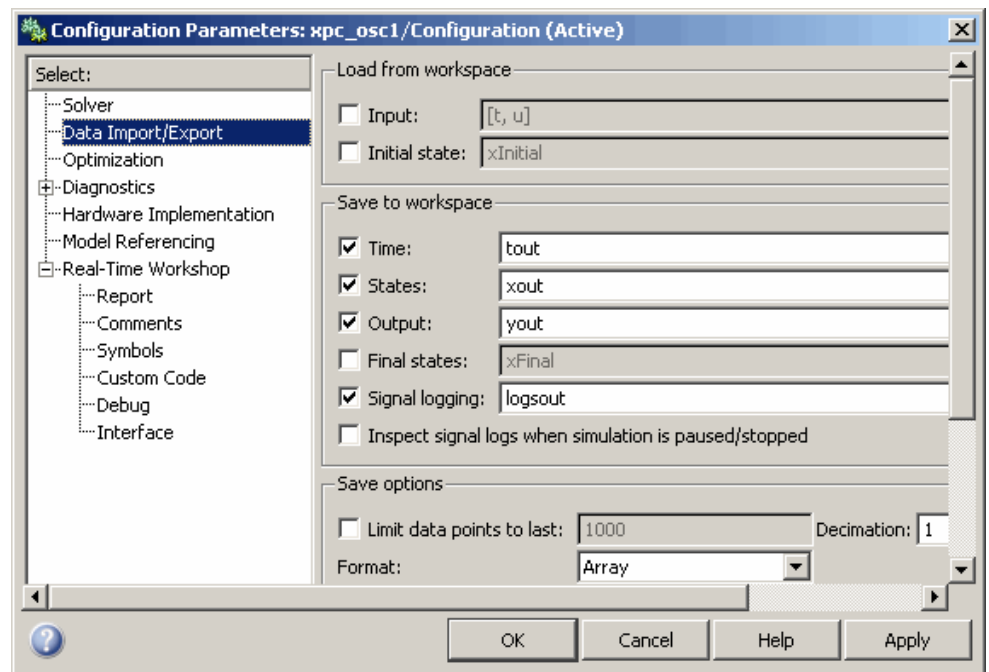 Configuration Parameters: xpc_osc1/Configuration (Active)
Select:
Solver
Data Import/Export
Optimization
Diagnostics
Hardware Implementation
Model Referencing
Real-Time Workshop
Report
Comments
Symbols
Custom Code
Debug
Interface
Load from workspace
Input: [t, u]
Initial state: xInitial
Save to workspace
Time: tout
States: xout
Output: yout
Final states: xFinal
Signal logging: logsout
Inspect signal logs when simulation is paused/stopped
Save options
Limit data points to last: 1000 Decimation: 1
Format: Array
? OK Cancel Help Apply